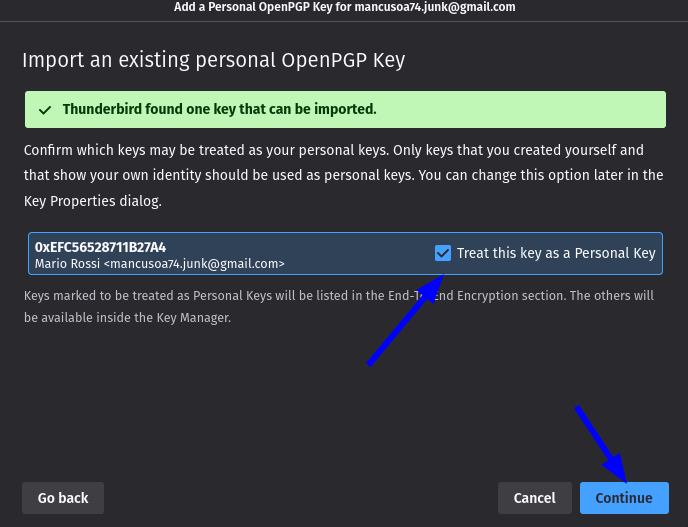 Add a Personal OpenPGP Key for mancusoa74.junk@gmail.com
Import an existing personal OpenPGP Key
Thunderbird found one key that can be imported.
Confirm which keys may be treated as your personal keys. Only keys that you created yourself and
that show your own identity should be used as personal keys. You can change this option later in the
Key Properties dialog.
0xEFC56528711B27A4
Mario Rossi <mancusoa74.junk@gmail.com>
Treat this key as a Personal Key
Keys marked to be treated as Personal Keys will be listed in the End-To-End Encryption section. The others will
be available inside the Key Manager.
Go back
Cancel
Continue